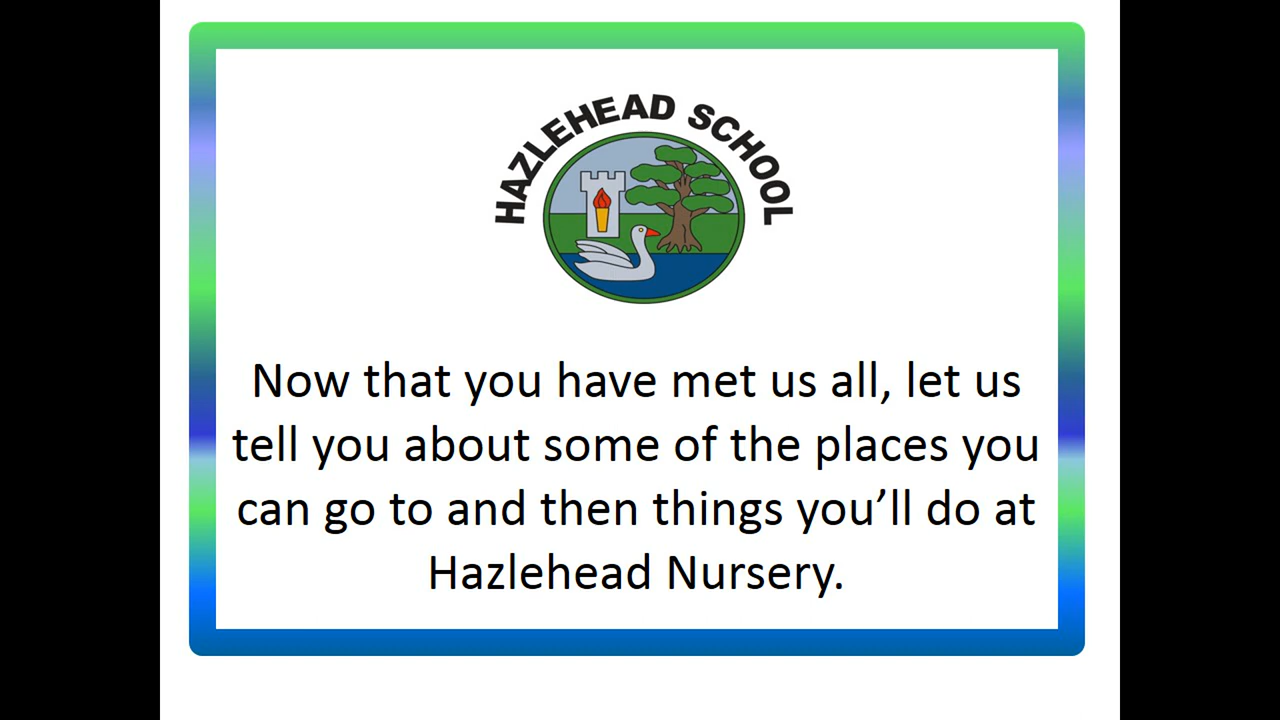 HAZLEHEAD SCHOOL
Now that you have met us all, let us
tell you about some of the places you
can go to and then things you’ll do at
Hazlehead Nursery.